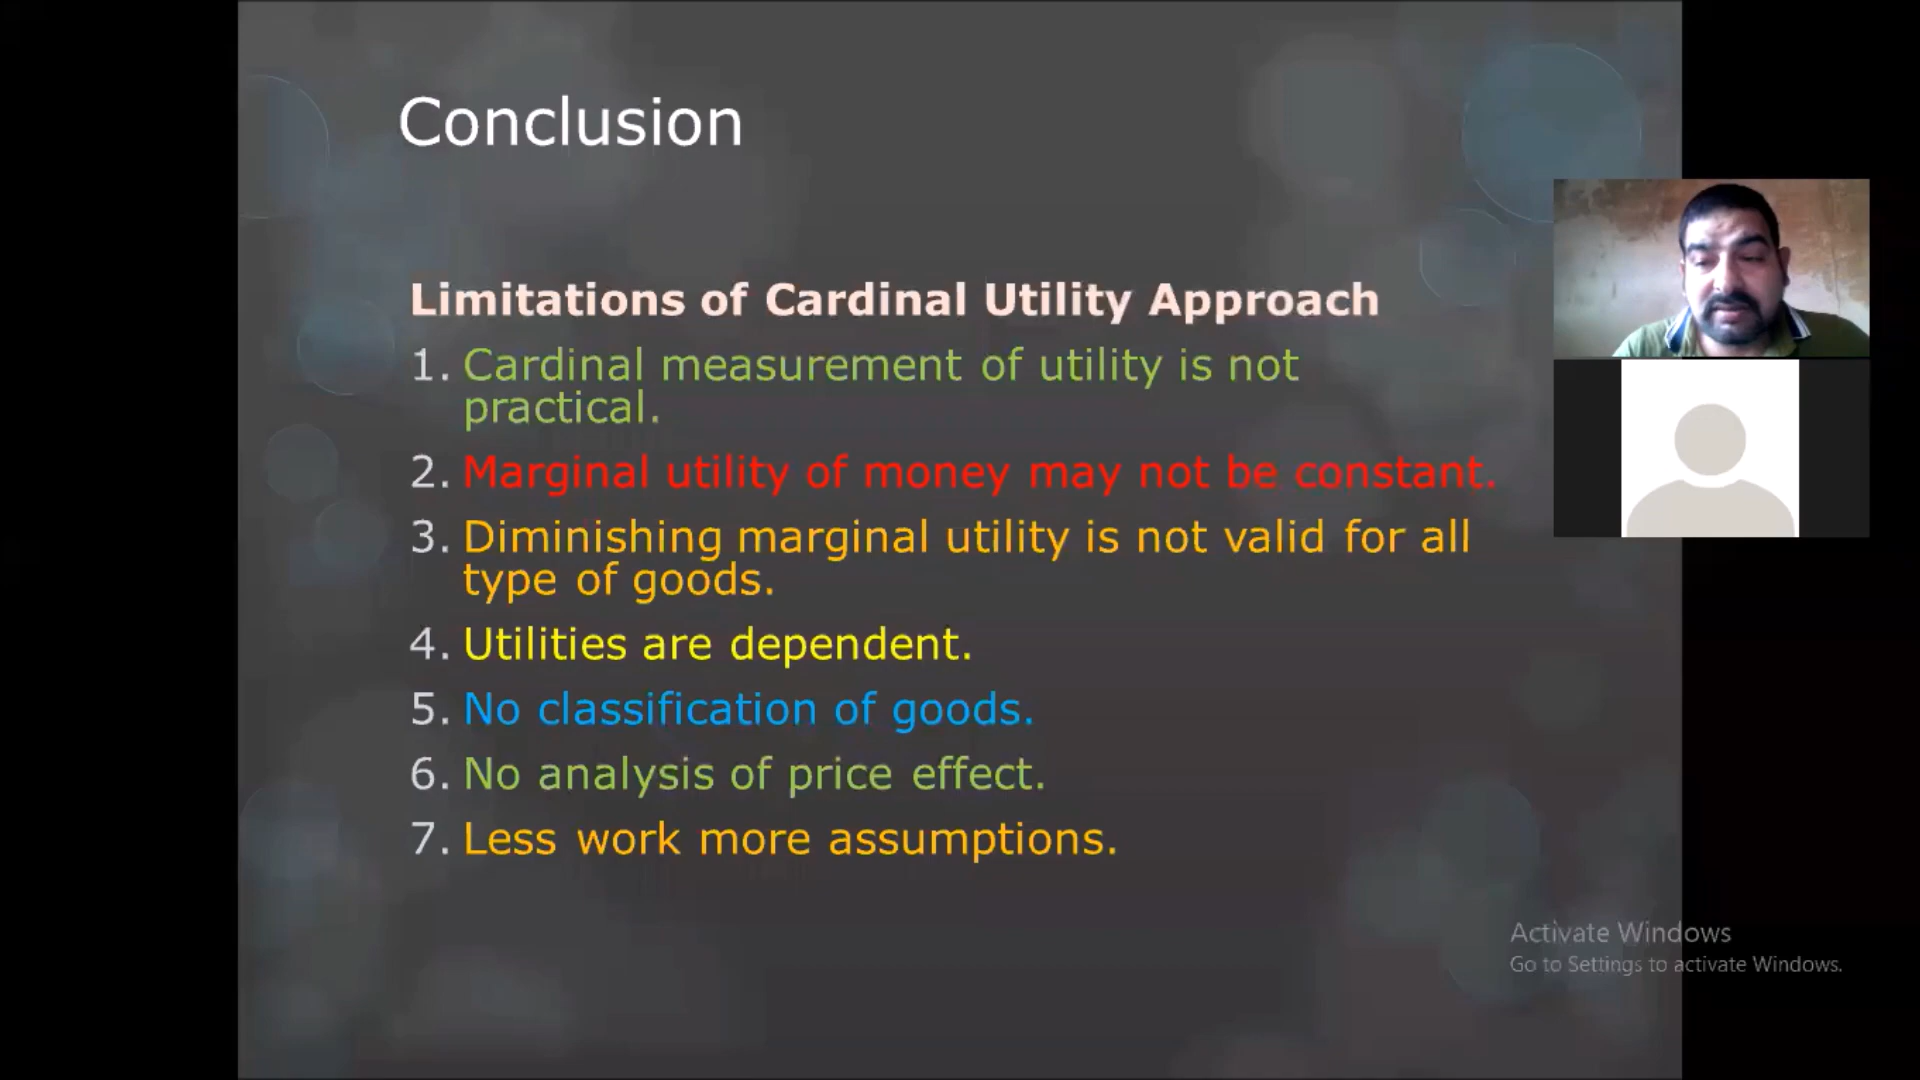 Conclusion
Limitations of Cardinal Utility Approach
1. Cardinal measurement of utility is not
practical.
2. Marginal utility of money may not be constant.
3. Diminishing marginal utility is not valid for all
type of goods.
4. Utilities are dependent.
5. No classification of goods.
6. No analysis of price effect.
7. Less work more assumptions.
Activate Windows
Go to Settings to activate Windows.